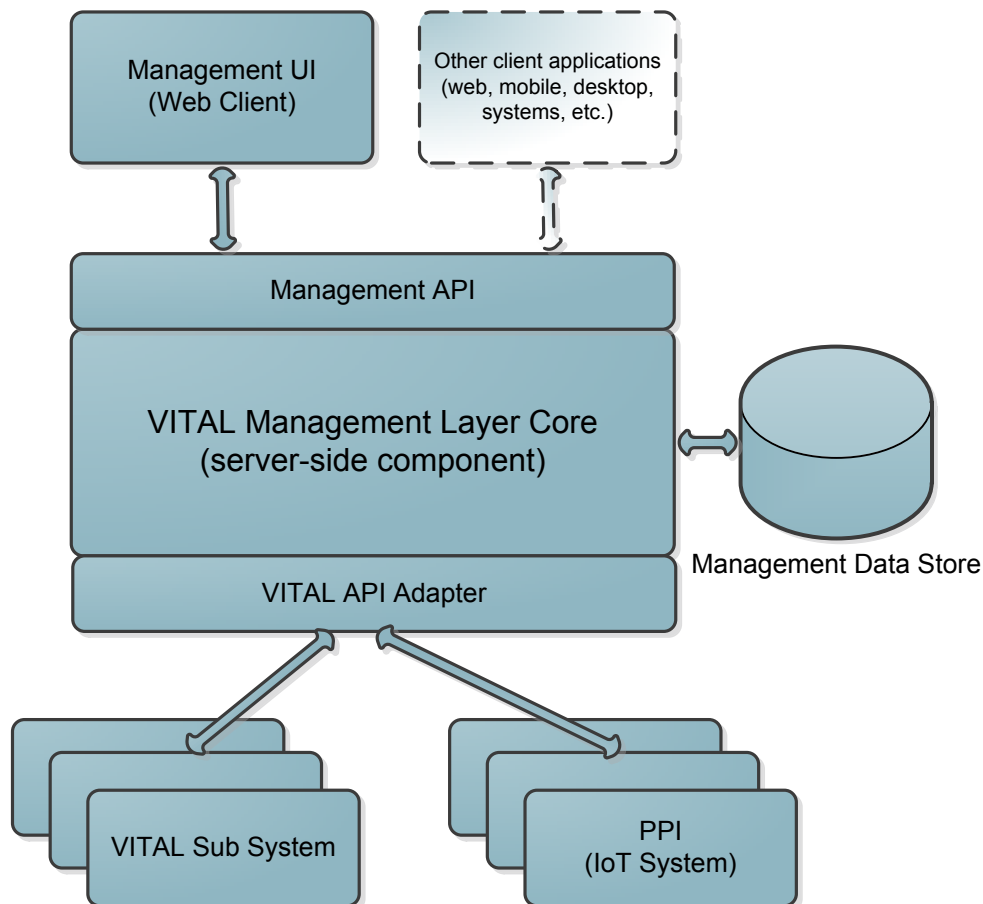 Management UI
(Web Client)
Other client applications
(web, mobile, desktop,
systems, etc.)
Management API
VITAL Management Layer Core
(server-side component)
Management Data Store
VITAL API Adapter
VITAL Sub System
PPI
(IoT System)